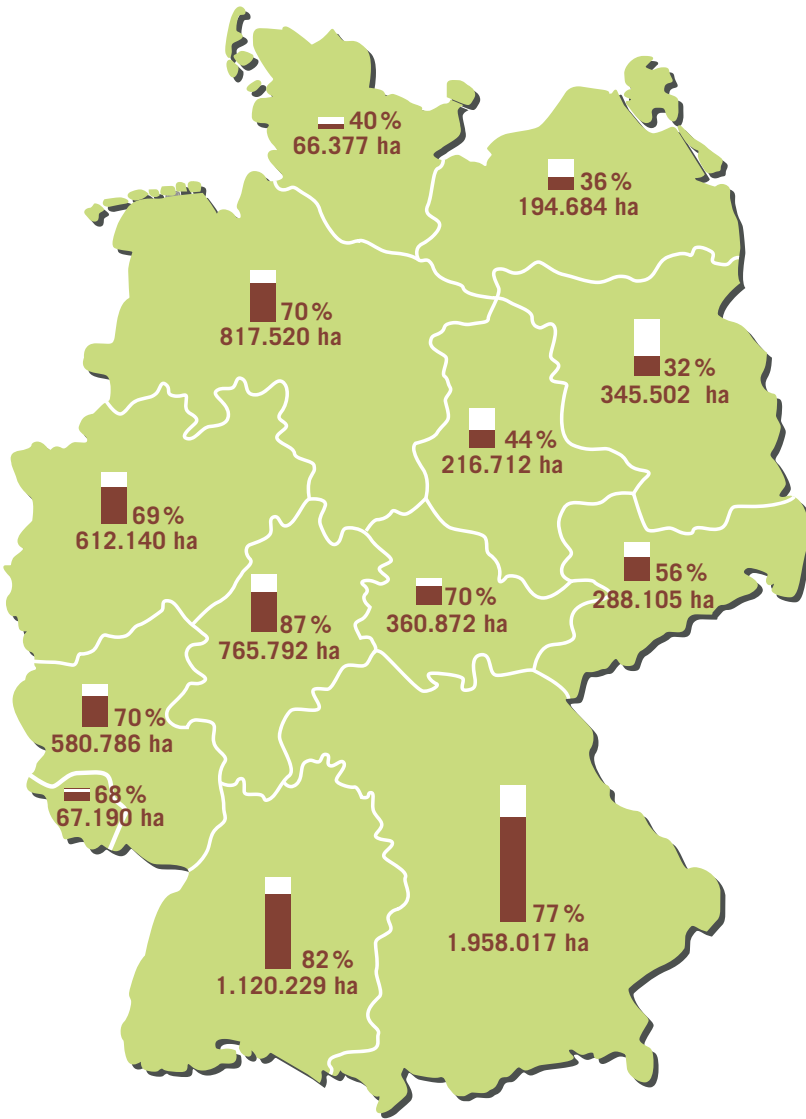 40%
66.377 ha
36%
194.684 ha
70%
817.520 ha
32%
345.502 ha
44%
216.712 ha
69%
612.140 ha
56%
288.105 ha
70%
360.872 ha
87%
765.792 ha
70%
580.786 ha
68%
67.190 ha
77%
1.958.017 ha
82%
1.120.229 ha